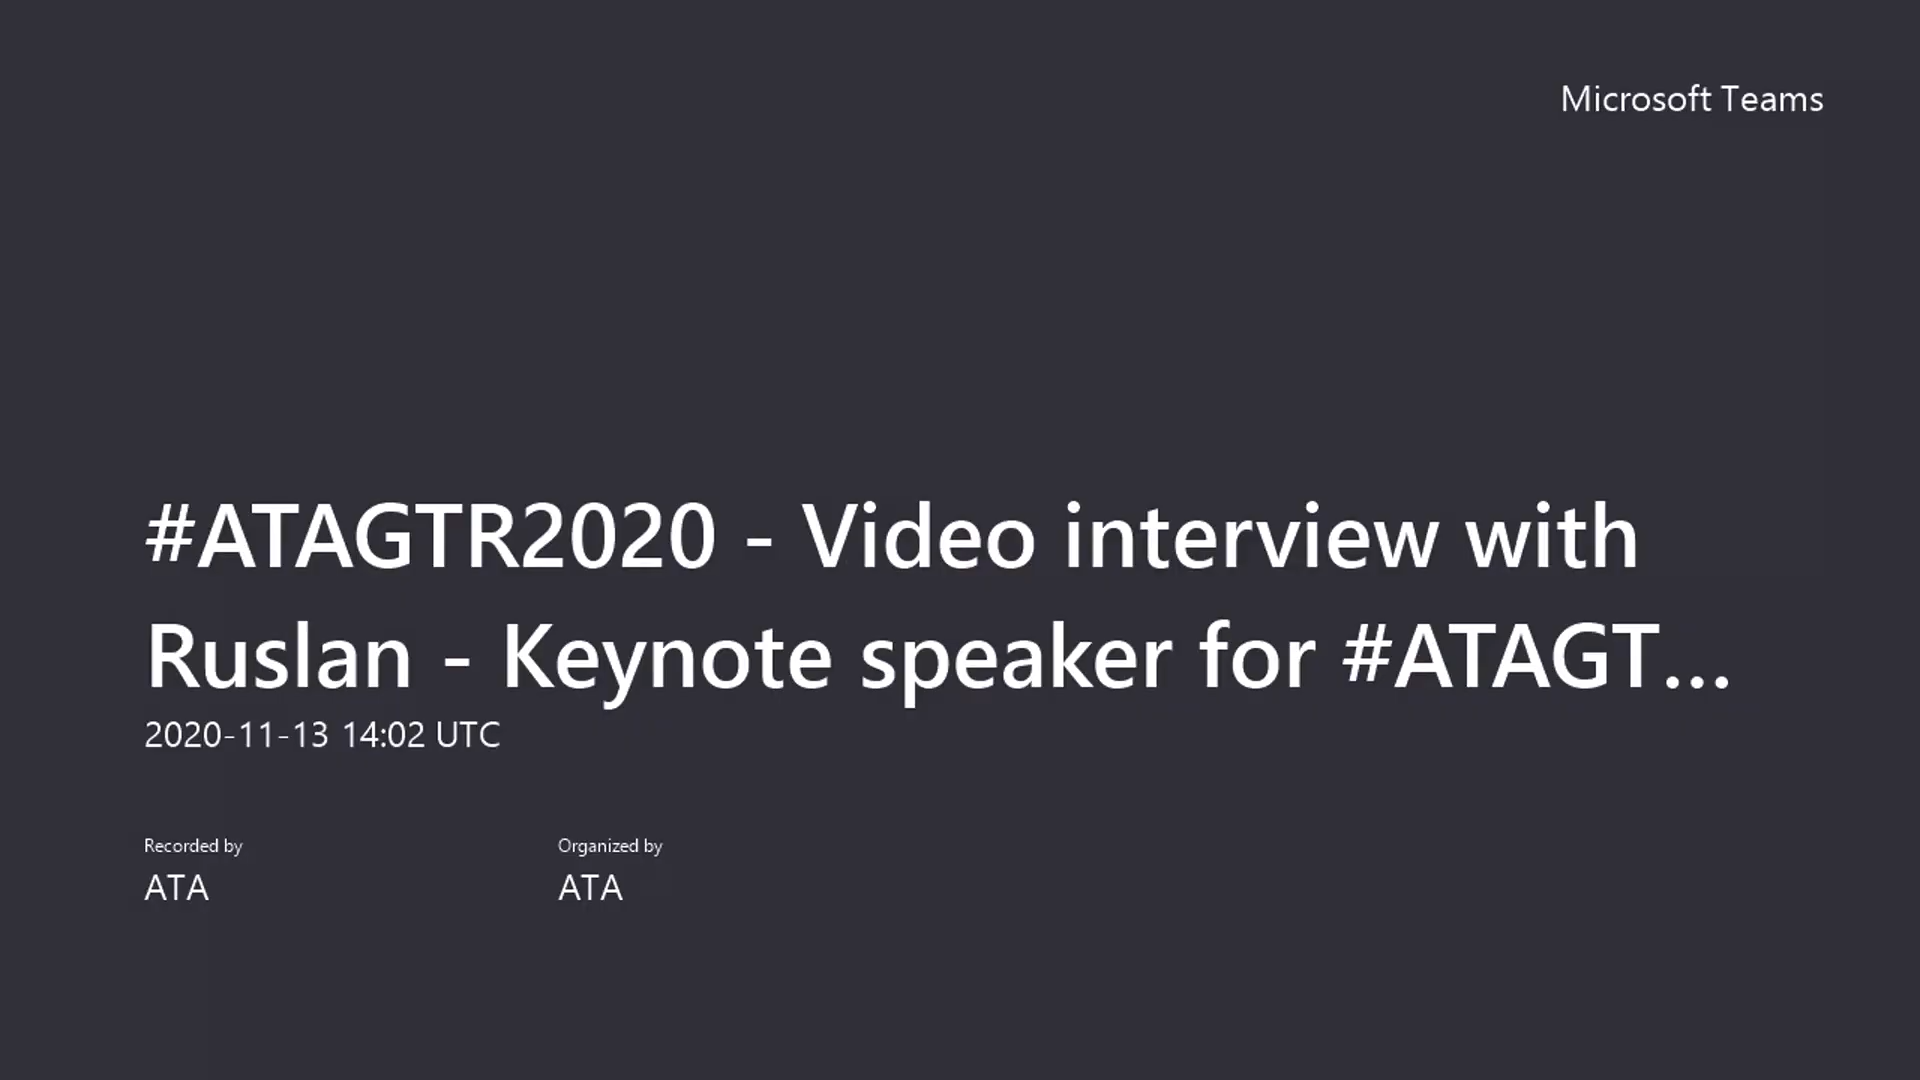 Microsoft Teams
#ATAGTR2020 - Video interview with
Ruslan - Keynote speaker for #ATAGT...
2020-11-13 14:02 UTC
Recorded by
ATA
Organized by
ATA